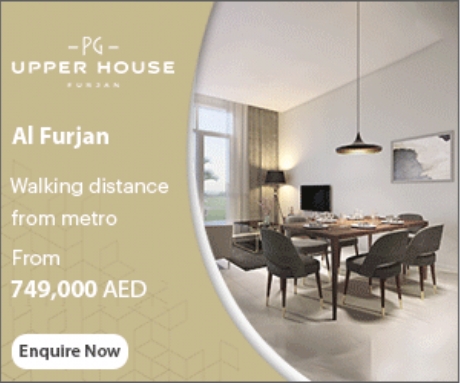 PG
UPPER HOUSE
FURJAN
Al Furjan
Walking distance
from metro
From
749,000 AED
Enquire Now